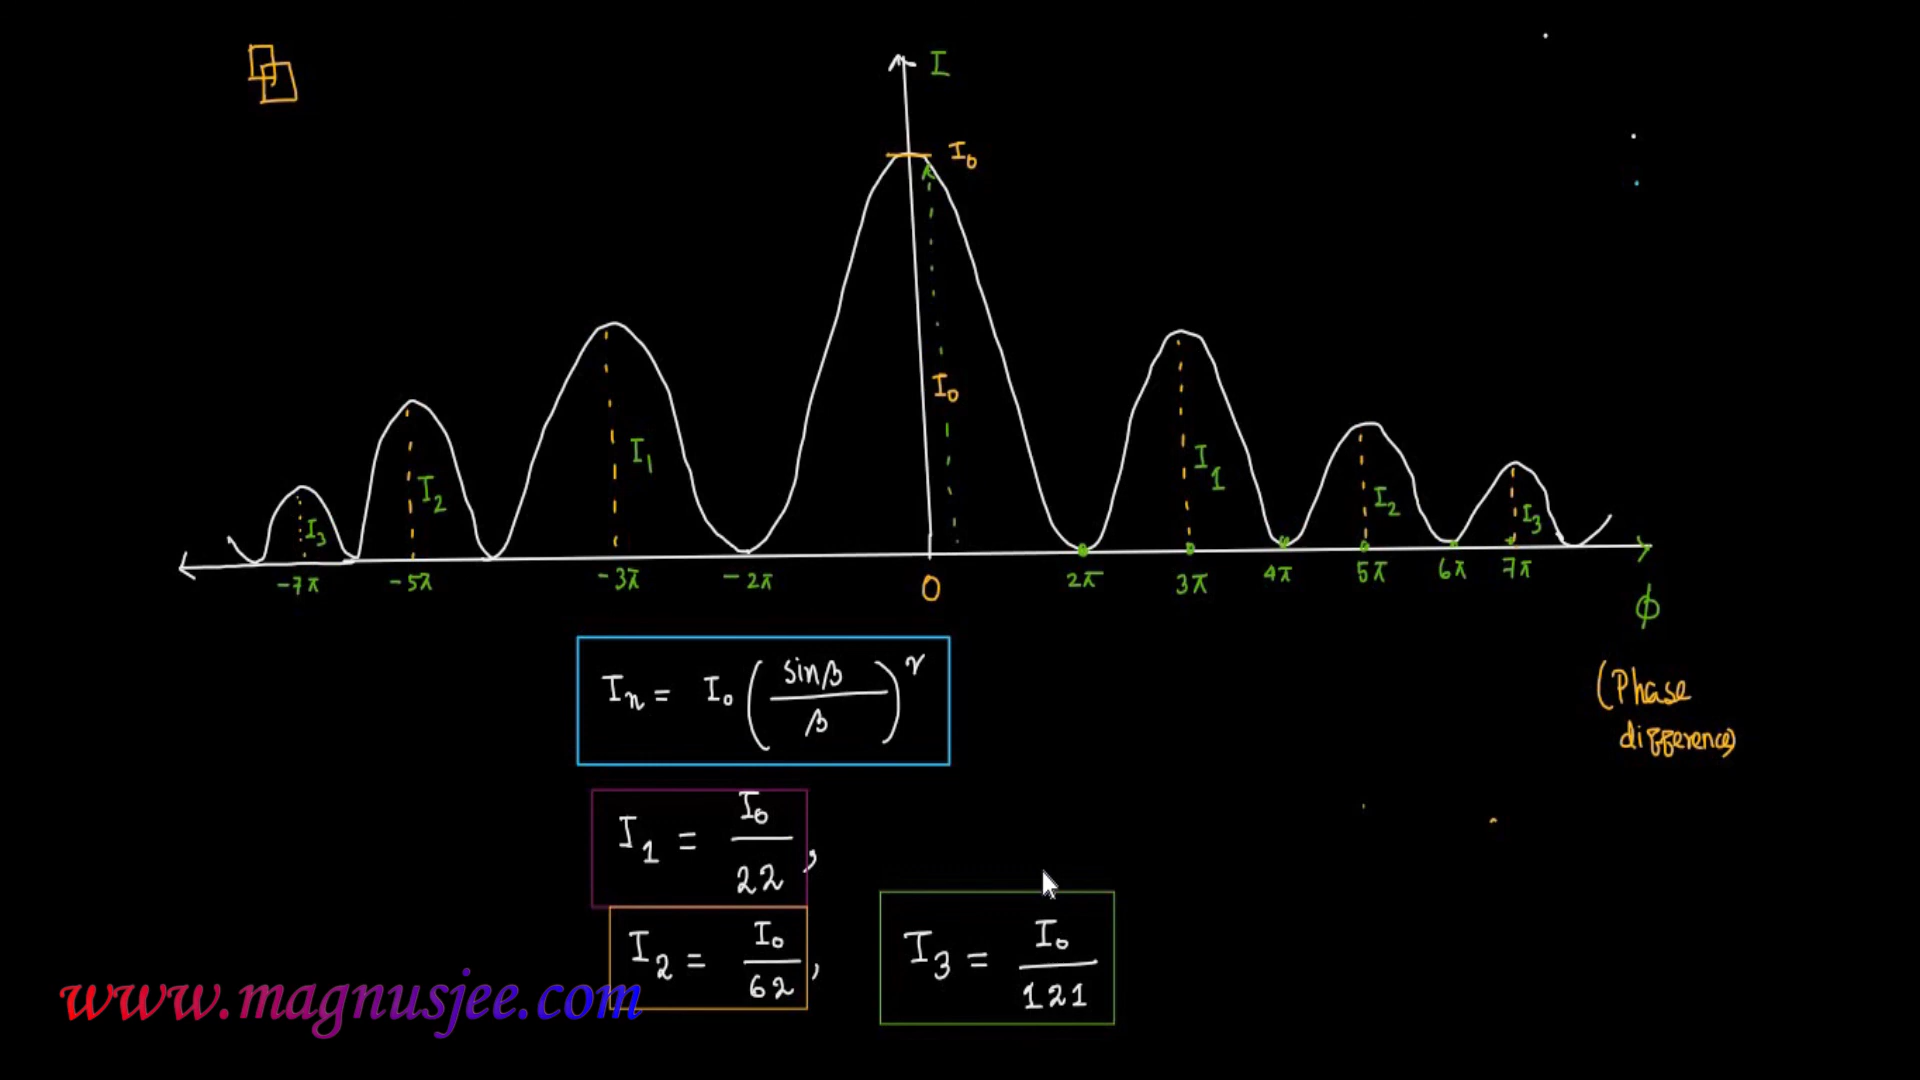 I
I₀
I₀
I₁
I₁
I₂
I₂
I₃
I₃
-7π -5π -3π -2π 0 2π 3π 4π 5π 6π 7π
ϕ
(Phase
difference)
Iₙ = I₀ (sinβ / β)²
I₁ = I₀ / 22 ,
I₂ = I₀ / 62 ,
I₃ = I₀ / 121
www.magnusjee.com